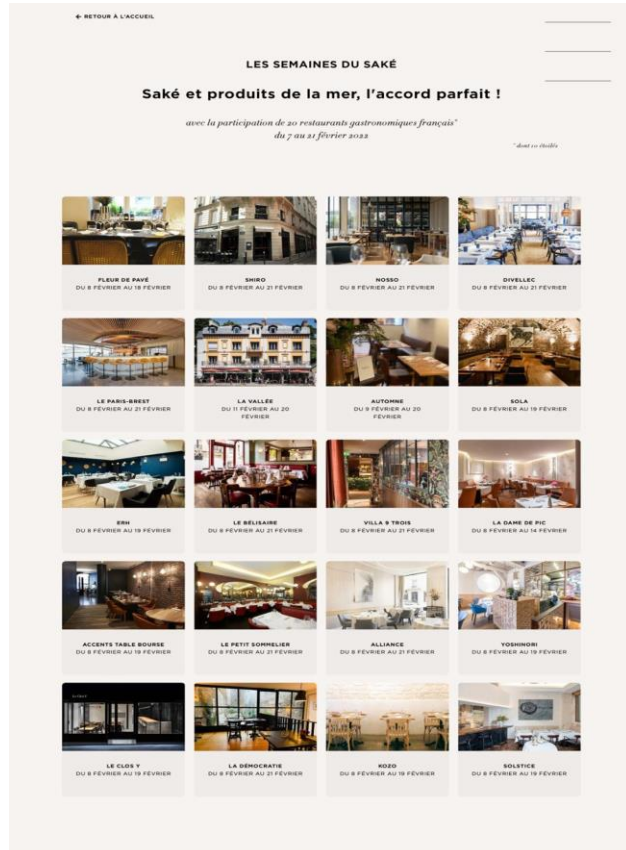 ← RETOUR À L'ACCUEIL
LES SEMAINES DU SAKÉ
Saké et produits de la mer, l'accord parfait !
avec la participation de 20 restaurants gastronomiques français*
du 7 au 21 février 2022
* dont 10 étoilés
FLEUR DE PAVÉ
DU 8 FÉVRIER AU 18 FÉVRIER
SHIRO
DU 8 FÉVRIER AU 21 FÉVRIER
NOSSO
DU 8 FÉVRIER AU 21 FÉVRIER
DIVELLEC
DU 8 FÉVRIER AU 21 FÉVRIER
LE PARIS-BREST
DU 8 FÉVRIER AU 21 FÉVRIER
LA VALLÉE
DU 11 FÉVRIER AU 20
FÉVRIER
AUTOMNE
DU 9 FÉVRIER AU 20
FÉVRIER
SOLA
DU 8 FÉVRIER AU 19 FÉVRIER
ERH
DU 8 FÉVRIER AU 19 FÉVRIER
LE BÉLISAIRE
DU 8 FÉVRIER AU 21 FÉVRIER
VILLA 9 TROIS
DU 8 FÉVRIER AU 21 FÉVRIER
LA DAME DE PIC
DU 8 FÉVRIER AU 14 FÉVRIER
ACCENTS TABLE BOURSE
DU 8 FÉVRIER AU 19 FÉVRIER
LE PETIT SOMMELIER
DU 8 FÉVRIER AU 21 FÉVRIER
ALLIANCE
DU 8 FÉVRIER AU 21 FÉVRIER
YOSHINORI
DU 8 FÉVRIER AU 19 FÉVRIER
LE CLOS Y
DU 8 FÉVRIER AU 19 FÉVRIER
LA DÉMOCRATIE
DU 8 FÉVRIER AU 21 FÉVRIER
KOZO
DU 8 FÉVRIER AU 19 FÉVRIER
SOLSTICE
DU 8 FÉVRIER AU 19 FÉVRIER